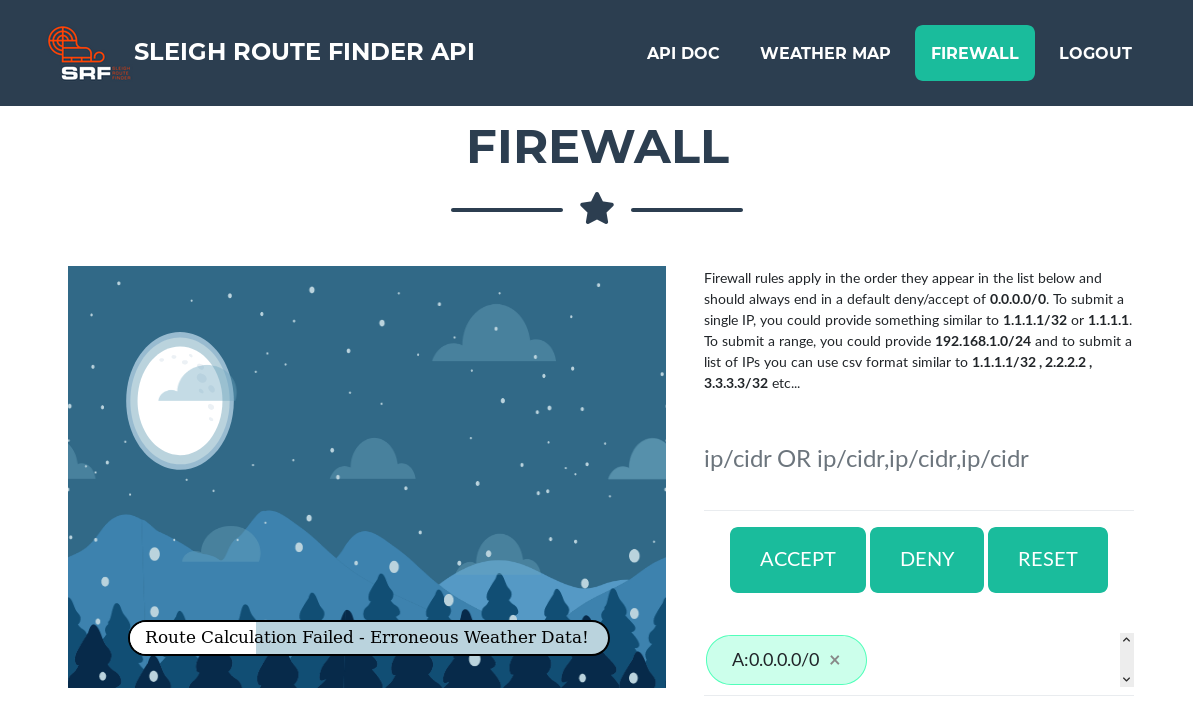 SRF
SLEIGH
ROUTE
FINDER
SLEIGH ROUTE FINDER API
API DOC
WEATHER MAP
FIREWALL
LOGOUT
FIREWALL
Firewall rules apply in the order they appear in the list below and
should always end in a default deny/accept of 0.0.0.0/0. To submit a
single IP, you could provide something similar to 1.1.1.1/32 or 1.1.1.1.
To submit a range, you could provide 192.168.1.0/24 and to submit a
list of IPs you can use csv format similar to 1.1.1.1/32 , 2.2.2.2 ,
3.3.3.3/32 etc...
ip/cidr OR ip/cidr,ip/cidr,ip/cidr
ACCEPT
DENY
RESET
Route Calculation Failed - Erroneous Weather Data!
A:0.0.0.0/0 ×